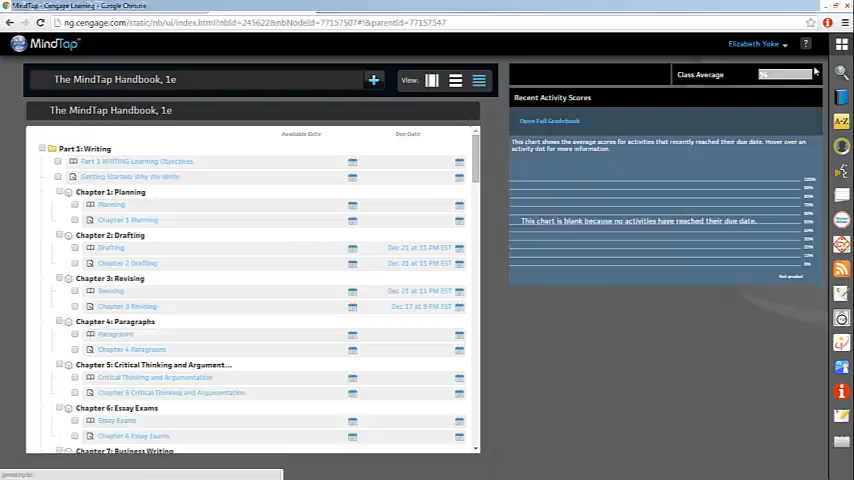 MindTap - Cengage Learning - Google Chrome
ng.cengage.com/static/nb/ui/index.html?nbId=245622&nbNodeId=77157507#!&parentId=77157547
MindTap
Elizabeth Yoke
?
The MindTap Handbook, 1e
+
View:
Class Average
The MindTap Handbook, 1e
Recent Activity Scores
Open Full Gradebook
This chart shows the average scores for activities that recently reached their due date. Hover over an
activity dot for more information.
Available Date
Due Date
Part 1: Writing
Part 1 WRITING Learning Objectives
Getting Started: Why We Write
Chapter 1: Planning
Planning
Chapter 1 Planning
Chapter 2: Drafting
Drafting
Dec 21 at 11 PM EST
Chapter 2 Drafting
Chapter 3: Revising
Revising
Dec 21 at 11 PM EST
Chapter 3 Revising
Dec 17 at 9 PM EST
Chapter 4: Paragraphs
Paragraphs
Chapter 4 Paragraphs
Chapter 5: Critical Thinking and Argument...
Critical Thinking and Argumentation
Chapter 5 Critical Thinking and Argumentation
Chapter 6: Essay Exams
Essay Exams
Chapter 6 Essay Exams
Chapter 7: Business Writing
120%
This chart is blank because no activities have reached their due date.
0%
Not graded
A-Z